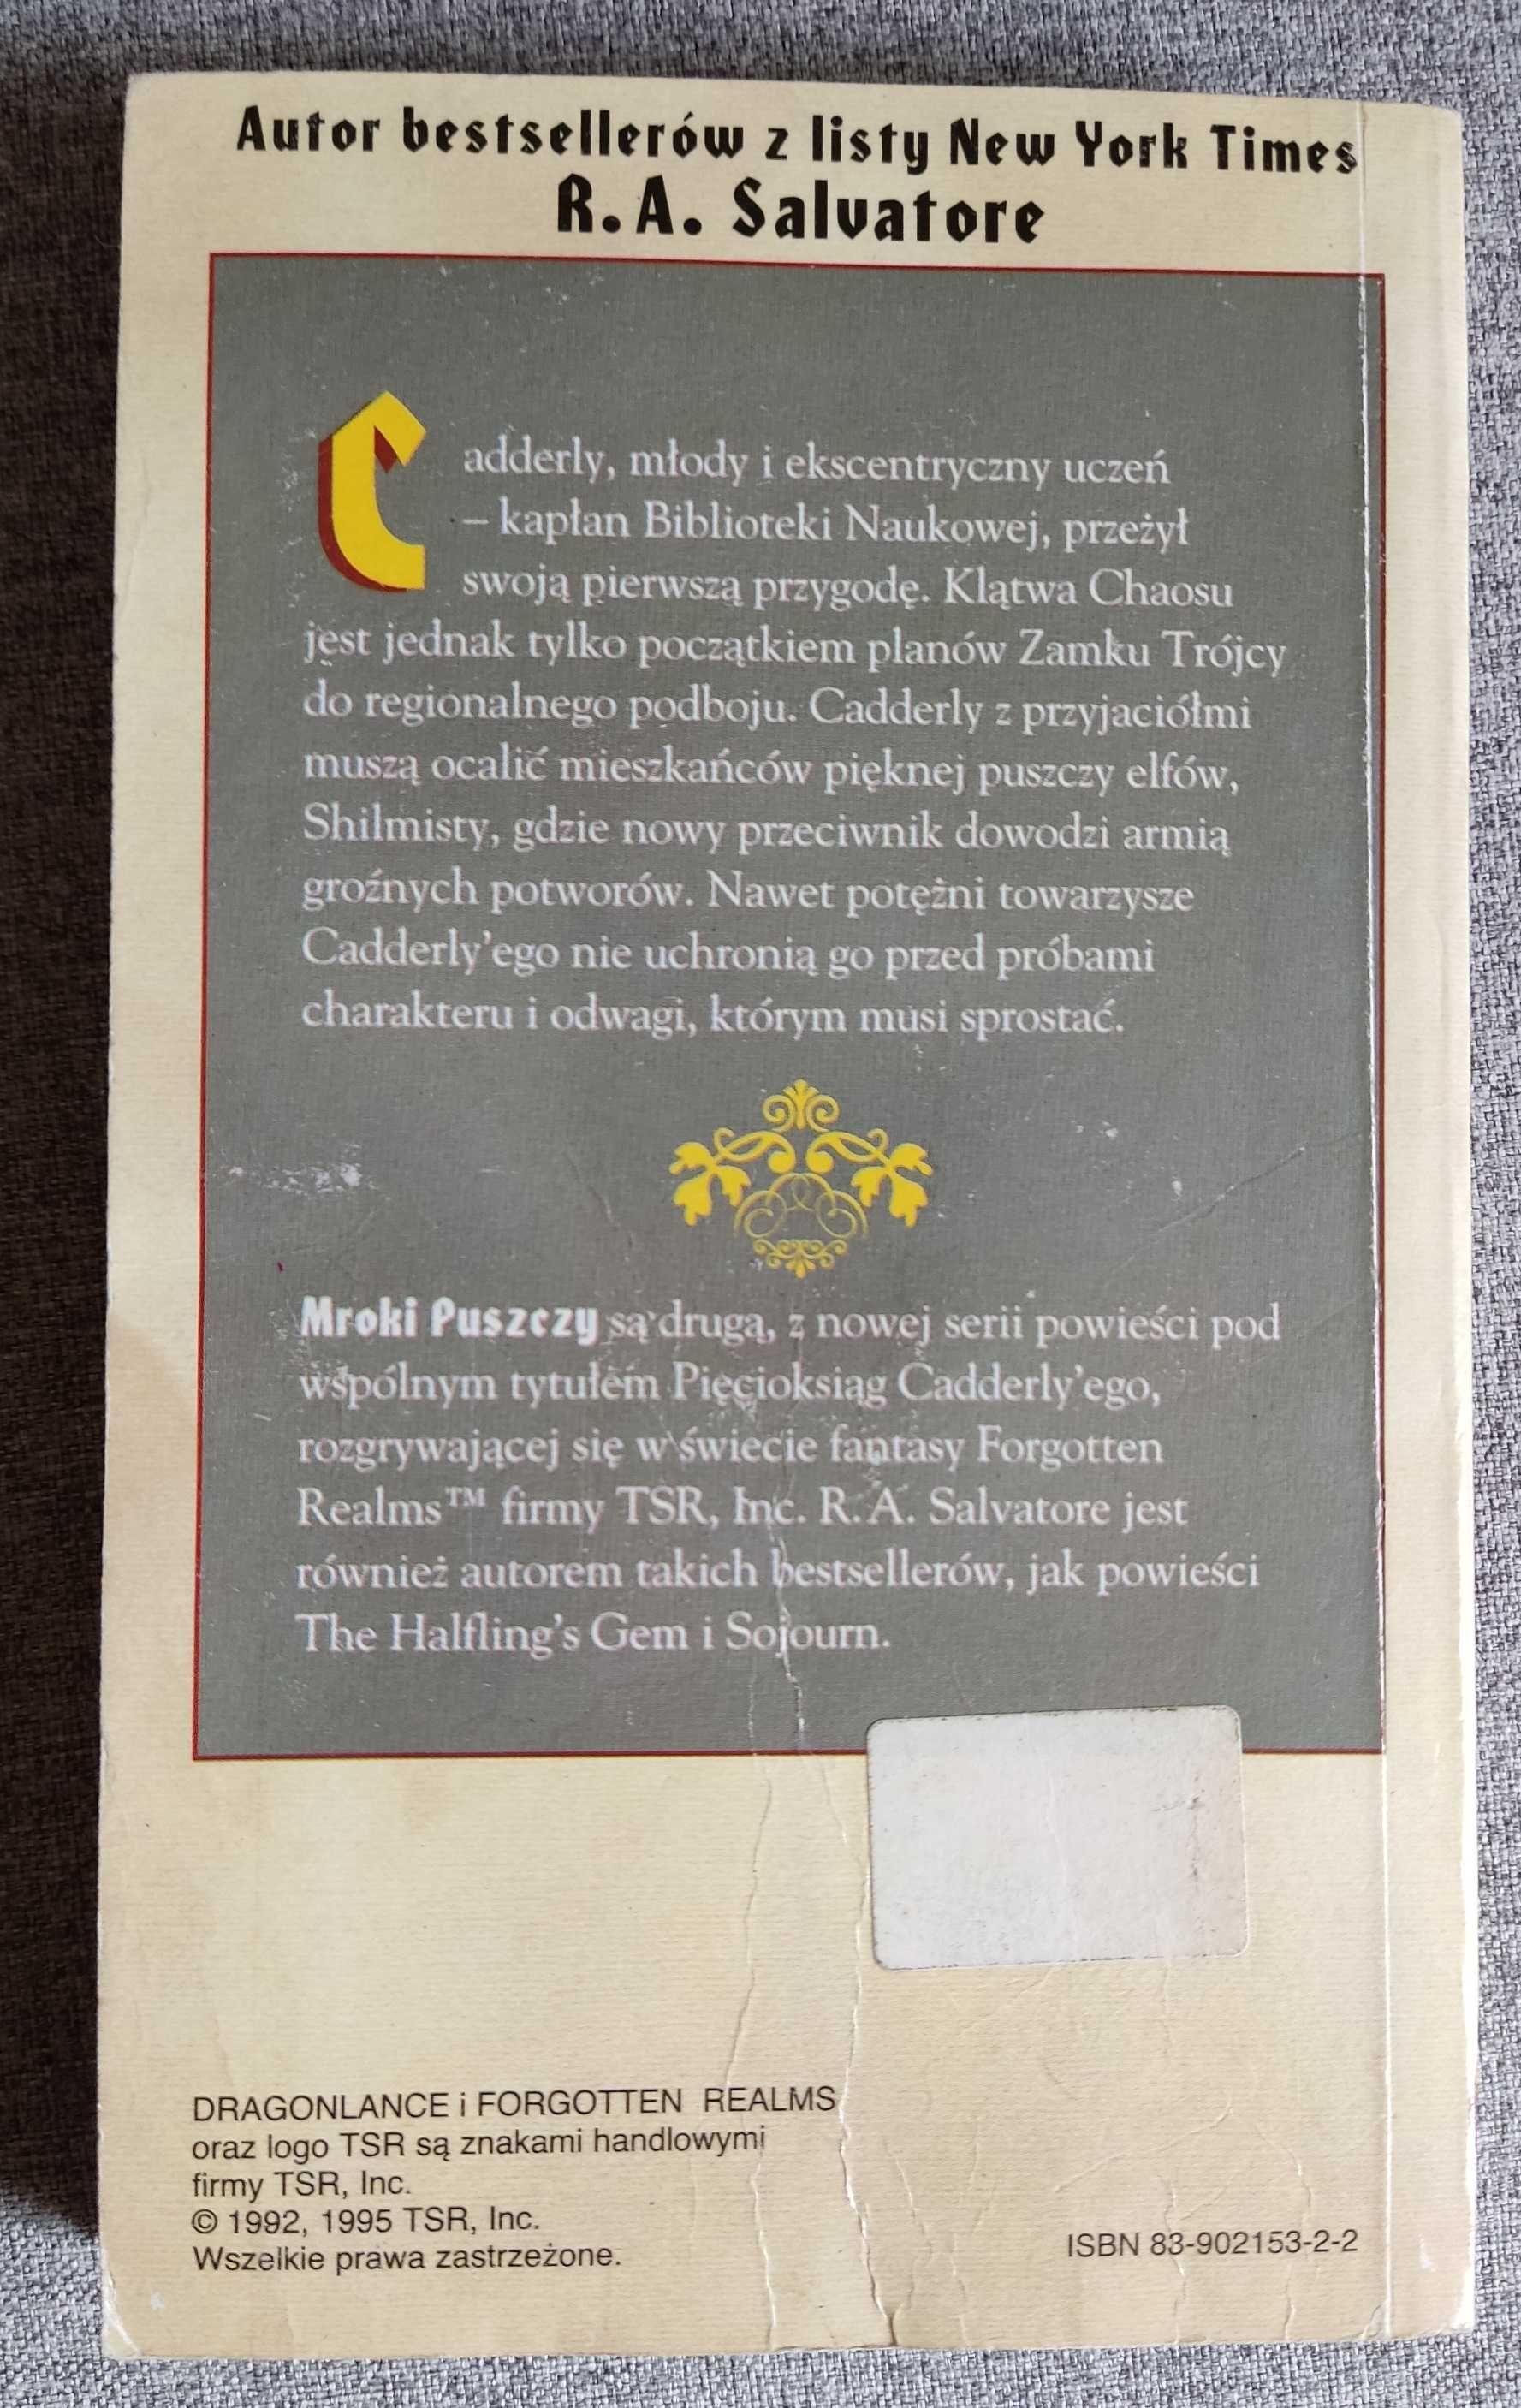 Autor bestsellerów z listy New York Times
R. A. Salvatore
Cadderly, młody i ekscentryczny uczeń
– kapłan Biblioteki Naukowej, przeżył
swoją pierwszą przygodę. Klątwa Chaosu
jest jednak tylko początkiem planów Zamku Trójcy
do regionalnego podboju. Cadderly z przyjaciółmi
muszą ocalić mieszkańców pięknej puszczy elfów,
Shilmisty, gdzie nowy przeciwnik dowodzi armią
groźnych potworów. Nawet potężni towarzysze
Cadderly’ego nie uchronią go przed próbami
charakteru i odwagi, którym musi sprostać.
Mroki Puszczy są drugą, z nowej serii powieści pod
wspólnym tytułem Pięcioksiąg Cadderly’ego,
rozgrywającej się w świecie fantasy Forgotten
Realms™ firmy TSR, Inc. R. A. Salvatore jest
również autorem takich bestsellerów, jak powieści
The Halfling’s Gem i Sojourn.
DRAGONLANCE i FORGOTTEN REALMS
oraz logo TSR są znakami handlowymi
firmy TSR, Inc.
© 1992, 1995 TSR, Inc.
Wszelkie prawa zastrzeżone.
ISBN 83-902153-2-2